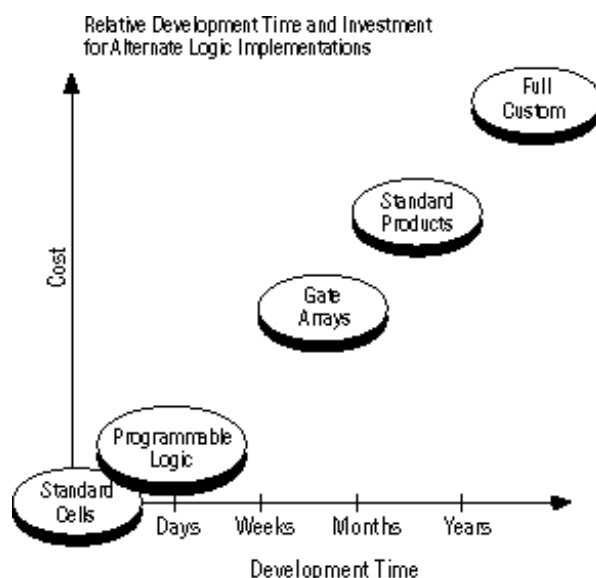 Relative Development Time and Investment
for Alternate Logic Implementations
Full
Custom
Standard
Products
Cost
Gate
Arrays
Programmable
Logic
Standard
Cells
Days
Weeks
Months
Years
Development Time